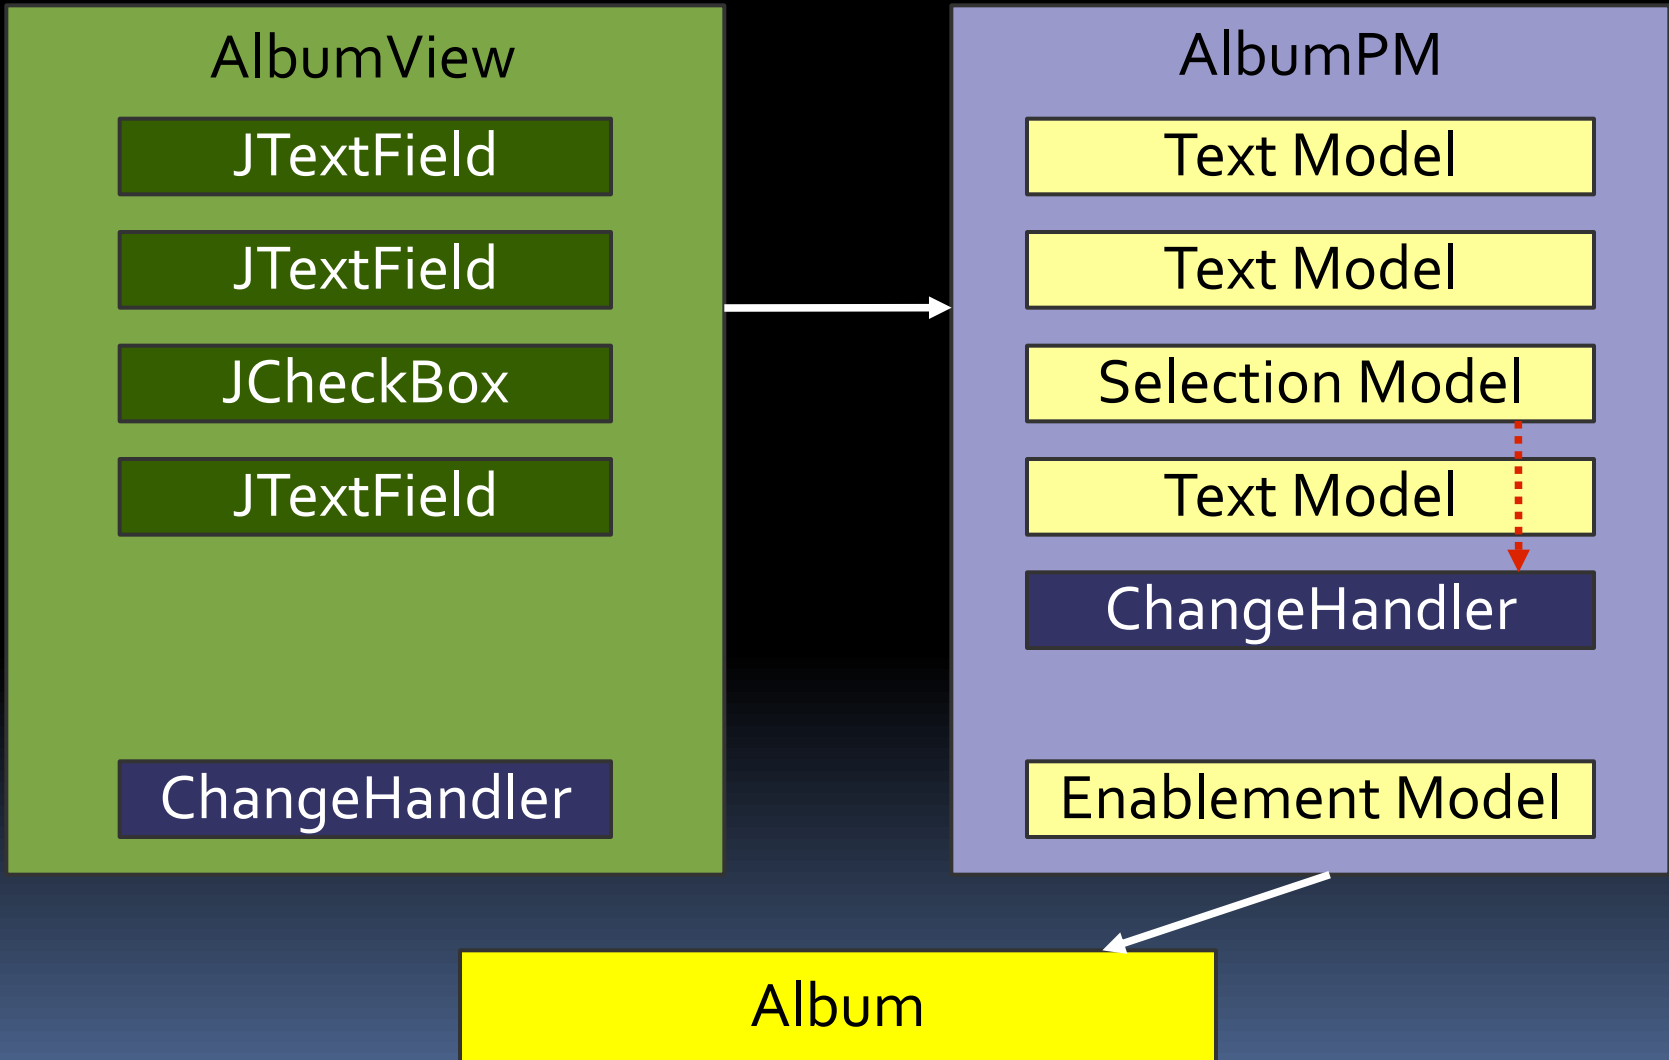 AlbumView
JTextField
JTextField
JCheckBox
JTextField
ChangeHandler
AlbumPM
Text Model
Text Model
Selection Model
Text Model
ChangeHandler
Enablement Model
Album